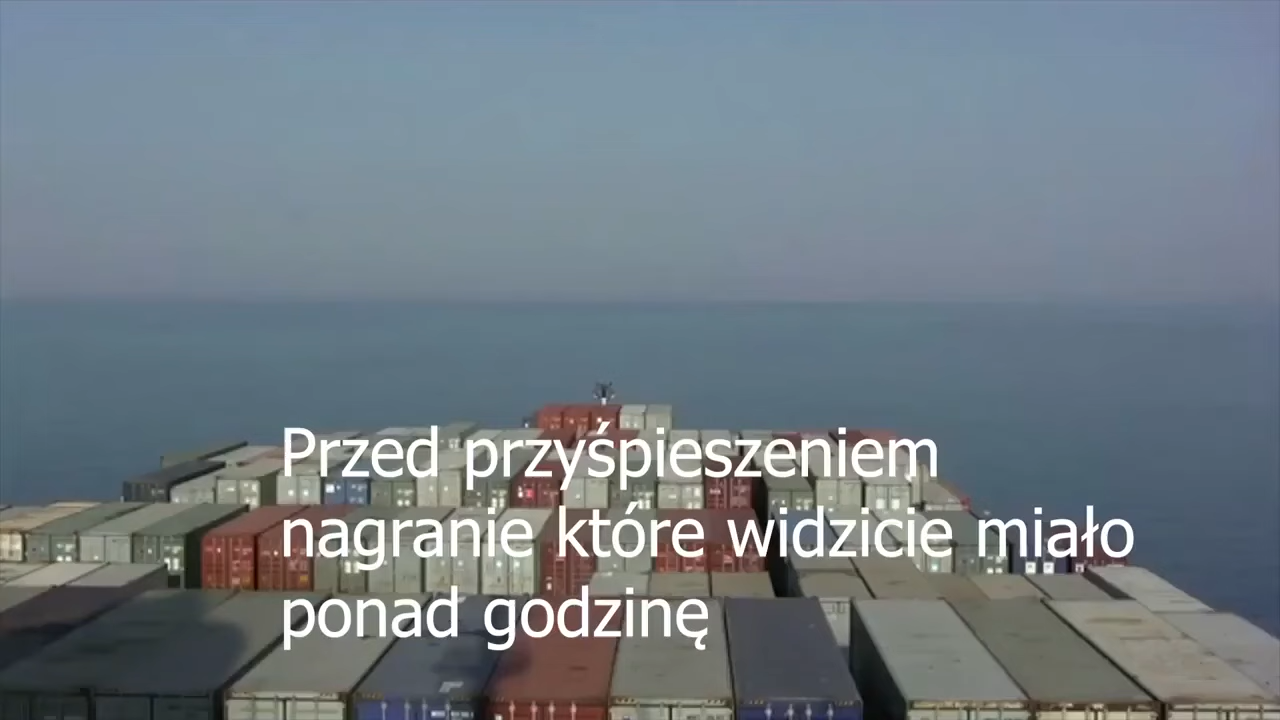 Przed przyśpieszeniem
nagranie które widzicie miało
ponad godzinę